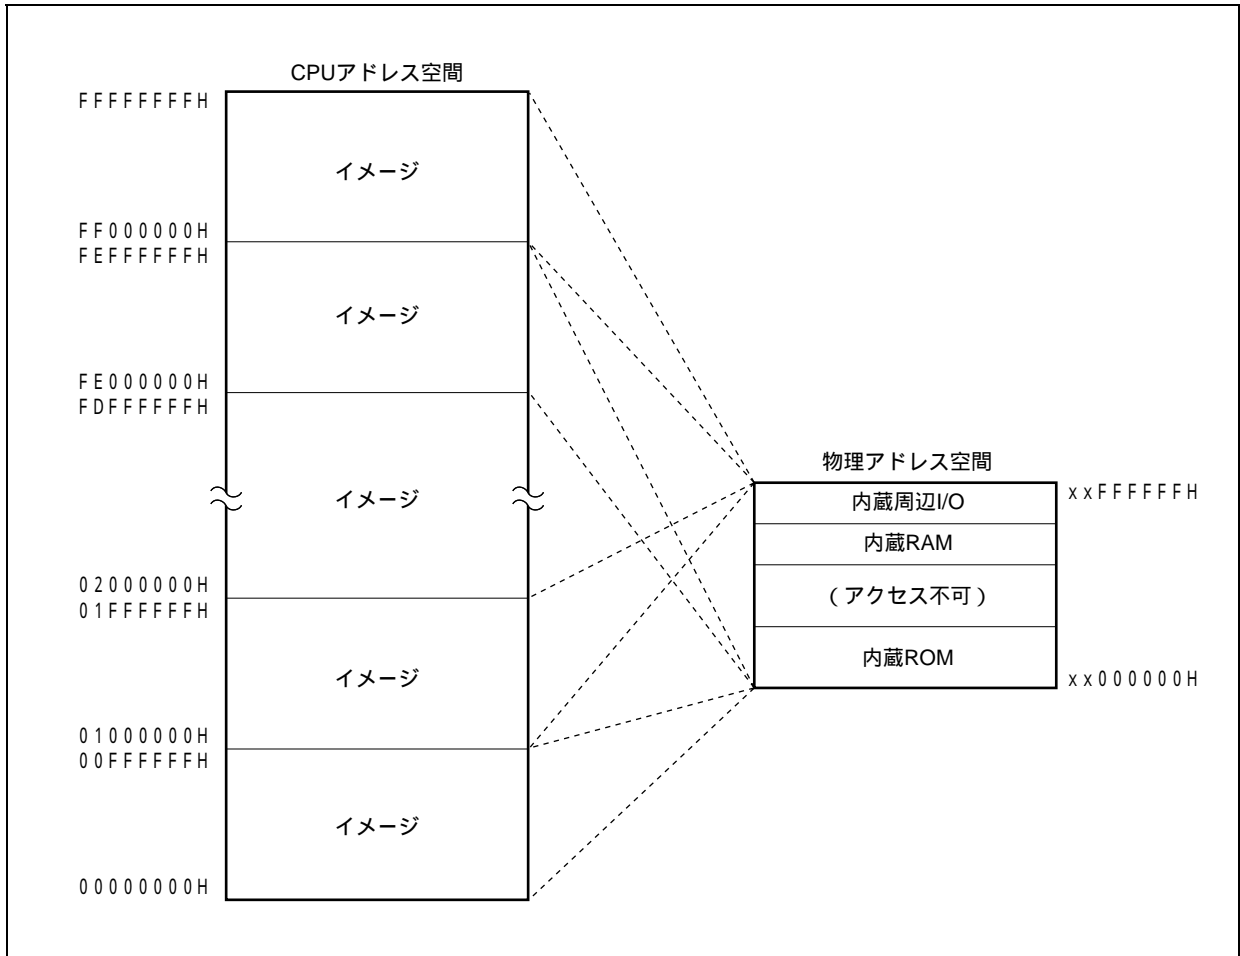 CPUアドレス空間
FFFFFFFFH
イメージ
FF000000H
FEFFFFFFH
イメージ
FE000000H
FDFFFFFFH
イメージ
02000000H
01FFFFFFH
イメージ
01000000H
00FFFFFFH
イメージ
00000000H
物理アドレス空間
内蔵周辺I/O
xxFFFFFFH
内蔵RAM
(アクセス不可)
内蔵ROM
xx000000H